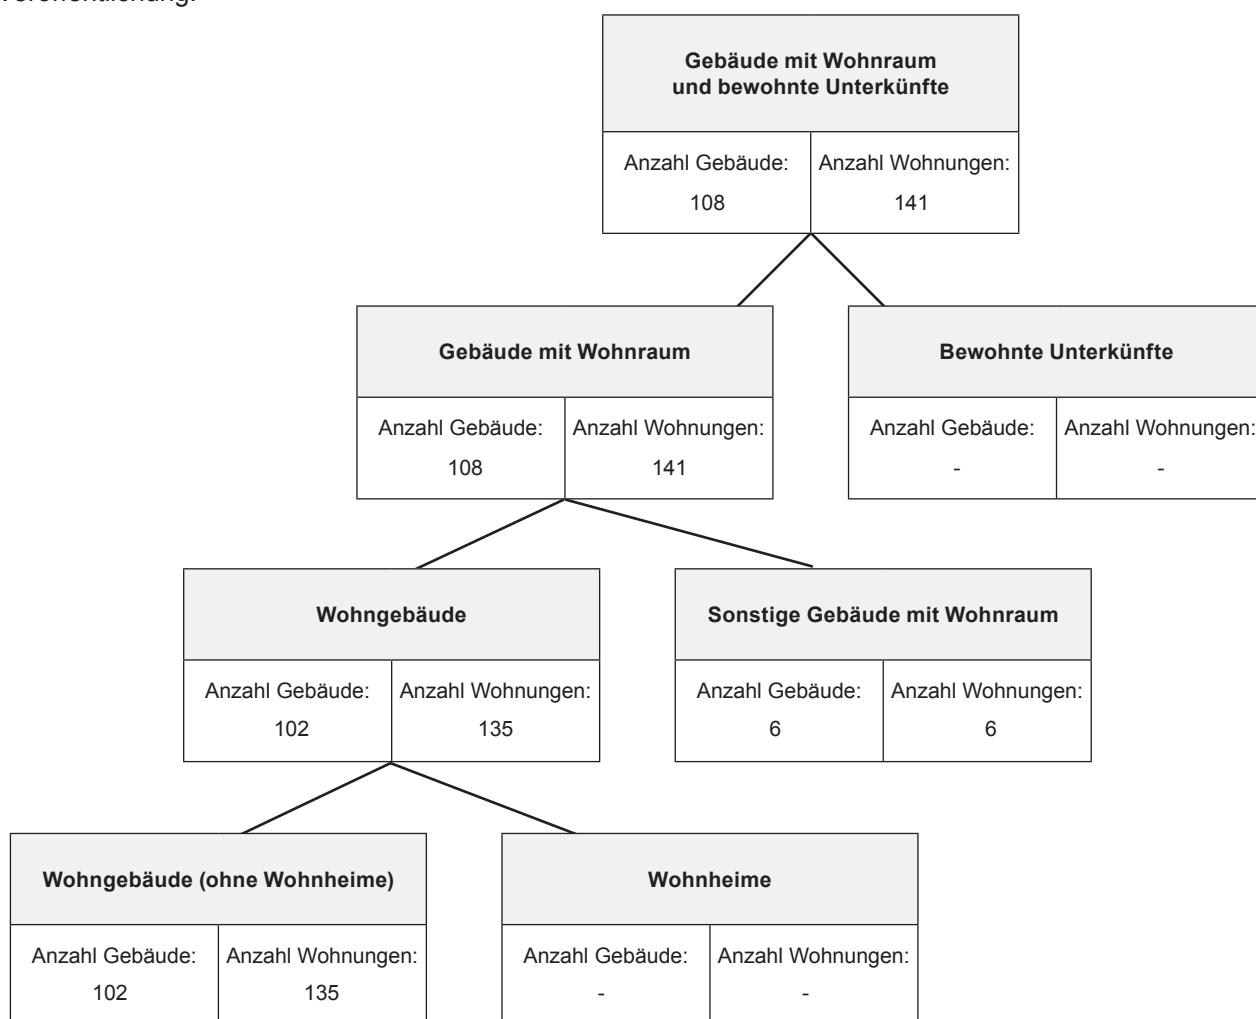 Veröffentlichung.
Gebäude mit Wohnraum
und bewohnte Unterkünfte
Anzahl Gebäude: Anzahl Wohnungen:
108 141
Gebäude mit Wohnraum Bewohnte Unterkünfte
Anzahl Gebäude: Anzahl Wohnungen: Anzahl Gebäude: Anzahl Wohnungen:
108 141 - -
Wohngebäude Sonstige Gebäude mit Wohnraum
Anzahl Gebäude: Anzahl Wohnungen: Anzahl Gebäude: Anzahl Wohnungen:
102 135 6 6
Wohngebäude (ohne Wohnheime) Wohnheime
Anzahl Gebäude: Anzahl Wohnungen: Anzahl Gebäude: Anzahl Wohnungen:
102 135 - -